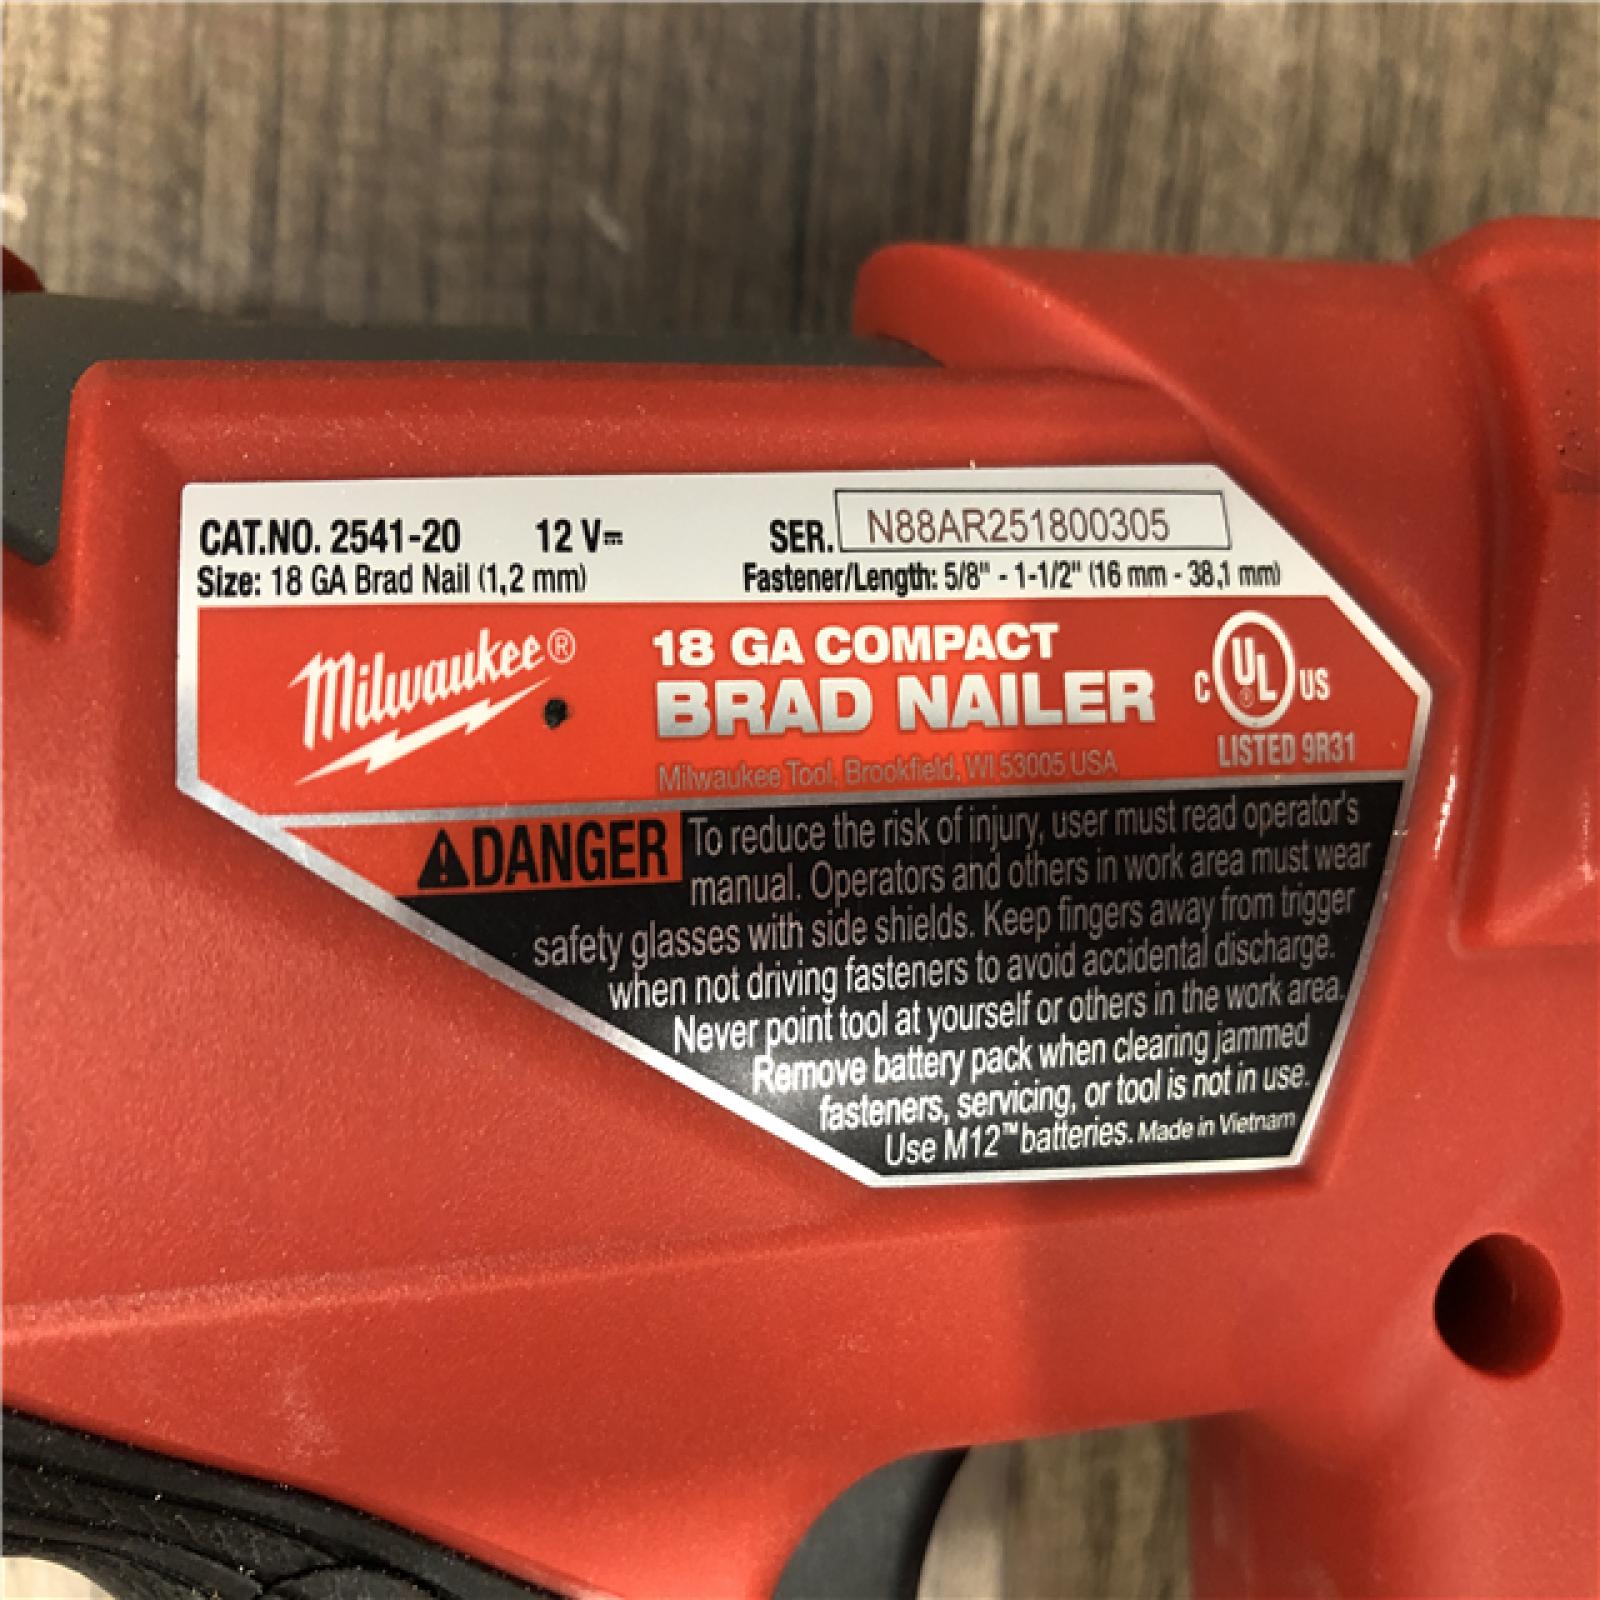 CAT.NO. 2541-20 12 V⎓ SER. N88AR251800305
Size: 18 GA Brad Nail (1,2 mm) Fastener/Length: 5/8" - 1-1/2" (16 mm - 38,1 mm)
Milwaukee®
18 GA COMPACT
BRAD NAILER
Milwaukee Tool, Brookfield, WI 53005 USA
C UL® US
LISTED 9R31
⚠DANGER To reduce the risk of injury, user must read operator's
manual. Operators and others in work area must wear
safety glasses with side shields. Keep fingers away from trigger
when not driving fasteners to avoid accidental discharge.
Never point tool at yourself or others in the work area.
Remove battery pack when clearing jammed
fasteners, servicing, or tool is not in use.
Use M12™ batteries. Made in Vietnam